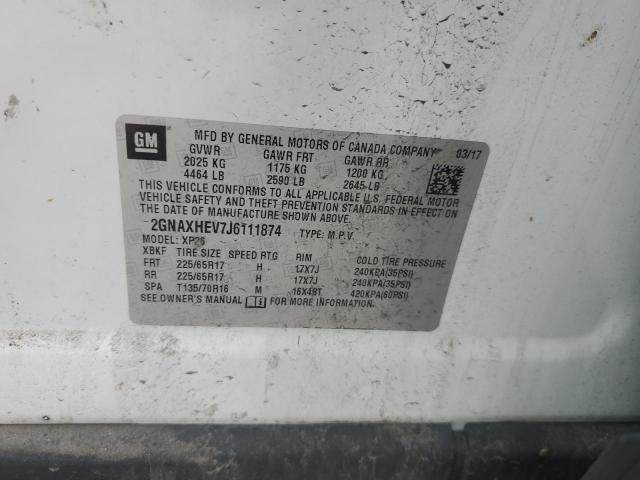 GM
MFD BY GENERAL MOTORS OF CANADA COMPANY 03/17
GVWR GAWR FRT GAWR RR
2025 KG 1175 KG 1200 KG
4464 LB 2590 LB 2645 LB
THIS VEHICLE CONFORMS TO ALL APPLICABLE U.S. FEDERAL MOTOR
VEHICLE SAFETY AND THEFT PREVENTION STANDARDS IN EFFECT ON
THE DATE OF MANUFACTURE SHOWN ABOVE.
2GNAXHEV7J6111874 TYPE: M.P.V.
MODEL: XP26
XBKF TIRE SIZE SPEED RTG RIM COLD TIRE PRESSURE
FRT 225/65R17 H 17X7J 240KPA(35PSI)
RR 225/65R17 H 17X7J 240KPA(35PSI)
SPA T135/70R16 M 16X4BT 420KPA(60PSI)
SEE OWNER'S MANUAL FOR MORE INFORMATION.